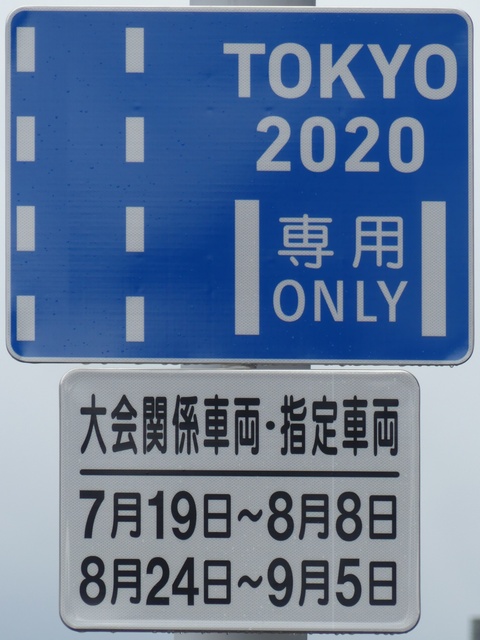 TOKYO
2020
専用
ONLY
大会関係車両・指定車両
7月19日~8月8日
8月24日~9月5日